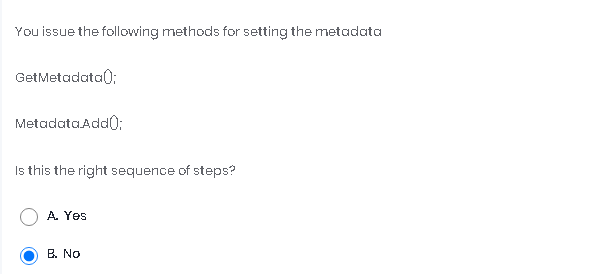 You issue the following methods for setting the metadata
GetMetadata();
Metadata.Add();
Is this the right sequence of steps?
A. Yes
B. No